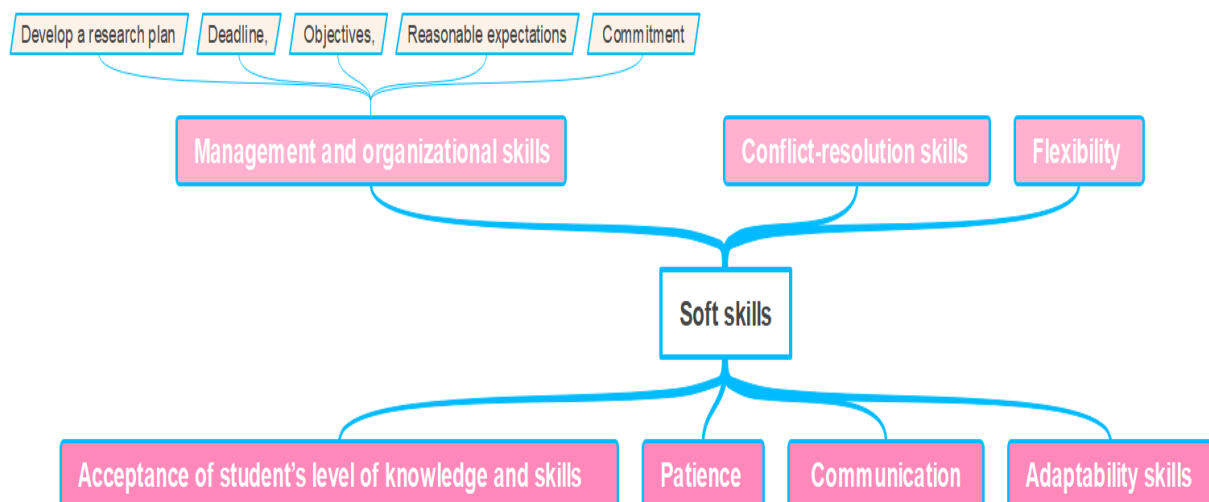 Develop a research plan
Deadline,
Objectives,
Reasonable expectations
Commitment
Management and organizational skills
Conflict-resolution skills
Flexibility
Soft skills
Acceptance of student’s level of knowledge and skills
Patience
Communication
Adaptability skills